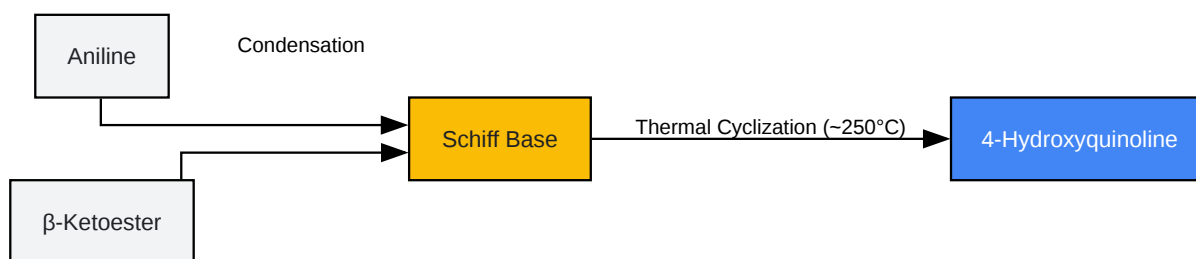 Aniline
Condensation
Schiff Base
Thermal Cyclization (~250°C)
4-Hydroxyquinoline
β-Ketoester